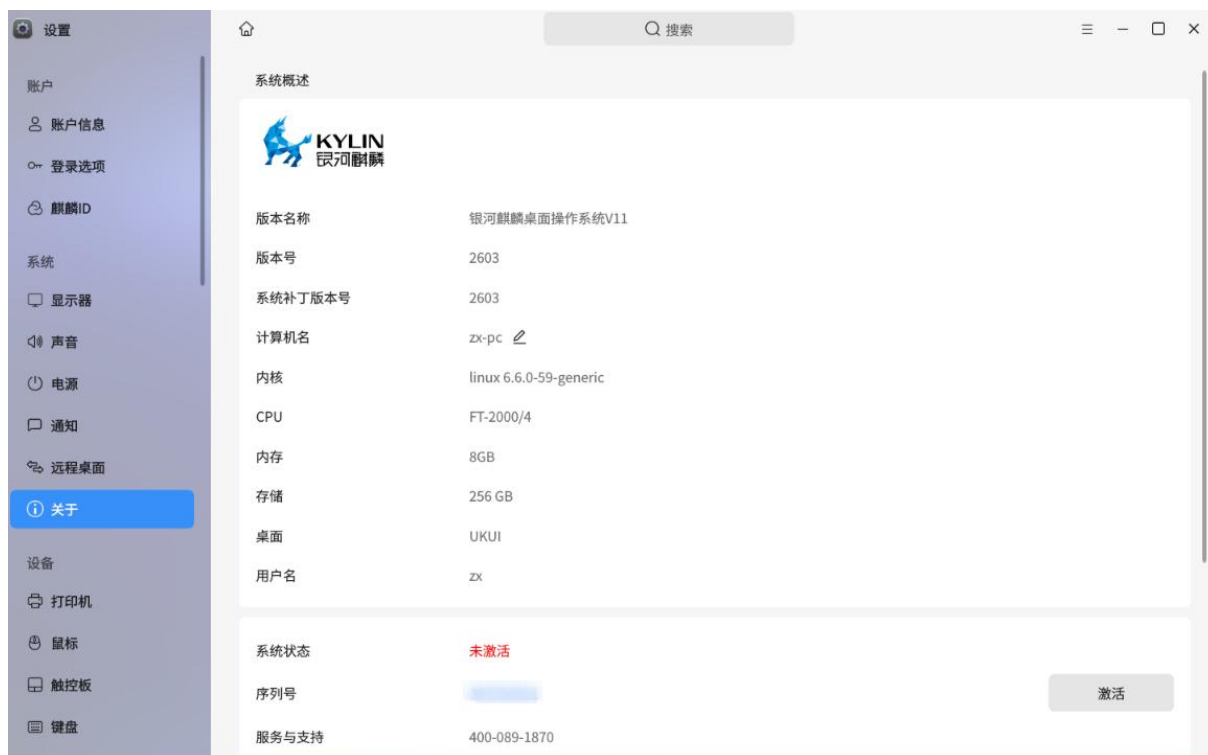 设置
搜索
账户
账户信息
登录选项
麒麟ID
系统
显示器
声音
电源
通知
远程桌面
关于
设备
打印机
鼠标
触控板
键盘
系统概述
KYLIN
银河麒麟
版本名称 银河麒麟桌面操作系统V11
版本号 2603
系统补丁版本号 2603
计算机名 zx-pc
内核 linux 6.6.0-59-generic
CPU FT-2000/4
内存 8GB
存储 256 GB
桌面 UKUI
用户名 zx
系统状态 未激活
序列号 激活
服务与支持 400-089-1870